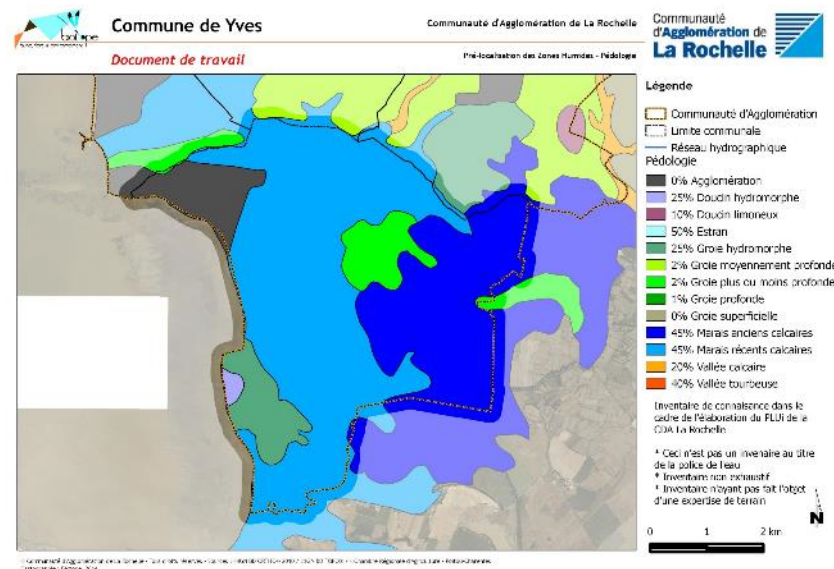 Commune de Yves
Communauté d'Agglomération de La Rochelle
Communauté
d'Agglomération de
La Rochelle
Document de travail
Pré-localisation des Zones Humides - Pédologie
Légende
Communauté d'Agglomération
Limite communale
Réseau hydrographique
Pédologie
0% Agglomération
25% Doucin hydromorphe
10% Doucin limoneux
50% Estran
25% Groie hydromorphe
2% Groie moyennement profonde
2% Groie plus ou moins profonde
1% Groie profonde
0% Groie superficielle
45% Marais anciens calcaires
45% Marais récents calcaires
20% Vallée calcaire
40% Vallée tourbeuse
Inventaire de connaisance dans le
cadre de l'élaboration du PLUi de la
CDA La Rochelle
* Ceci n'est pas un invenaire au titre
de la police de l'eau
* Inventaire non exhaustif
* Inventaire n'ayant pas fait l'objet
d'une expertise de terrain
N
0 1 2 km